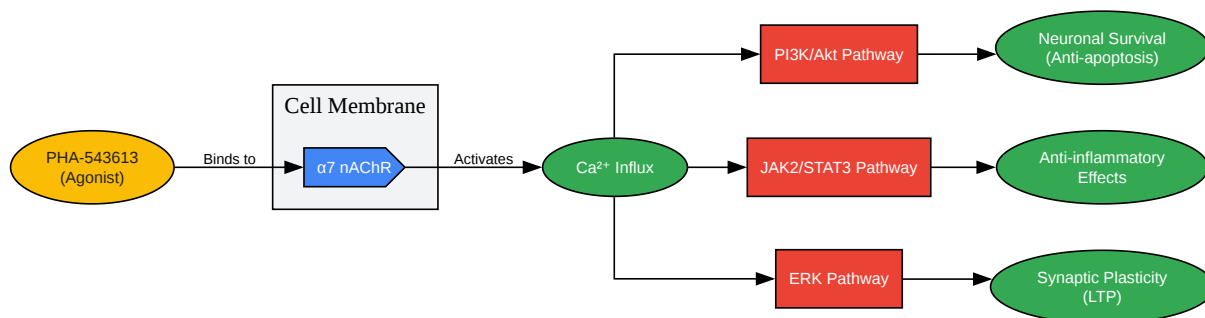 Cell Membrane
PHA-543613
(Agonist)
Binds to
α7 nAChR
Activates
Ca²⁺ Influx
PI3K/Akt Pathway
Neuronal Survival
(Anti-apoptosis)
JAK2/STAT3 Pathway
Anti-inflammatory
Effects
ERK Pathway
Synaptic Plasticity
(LTP)